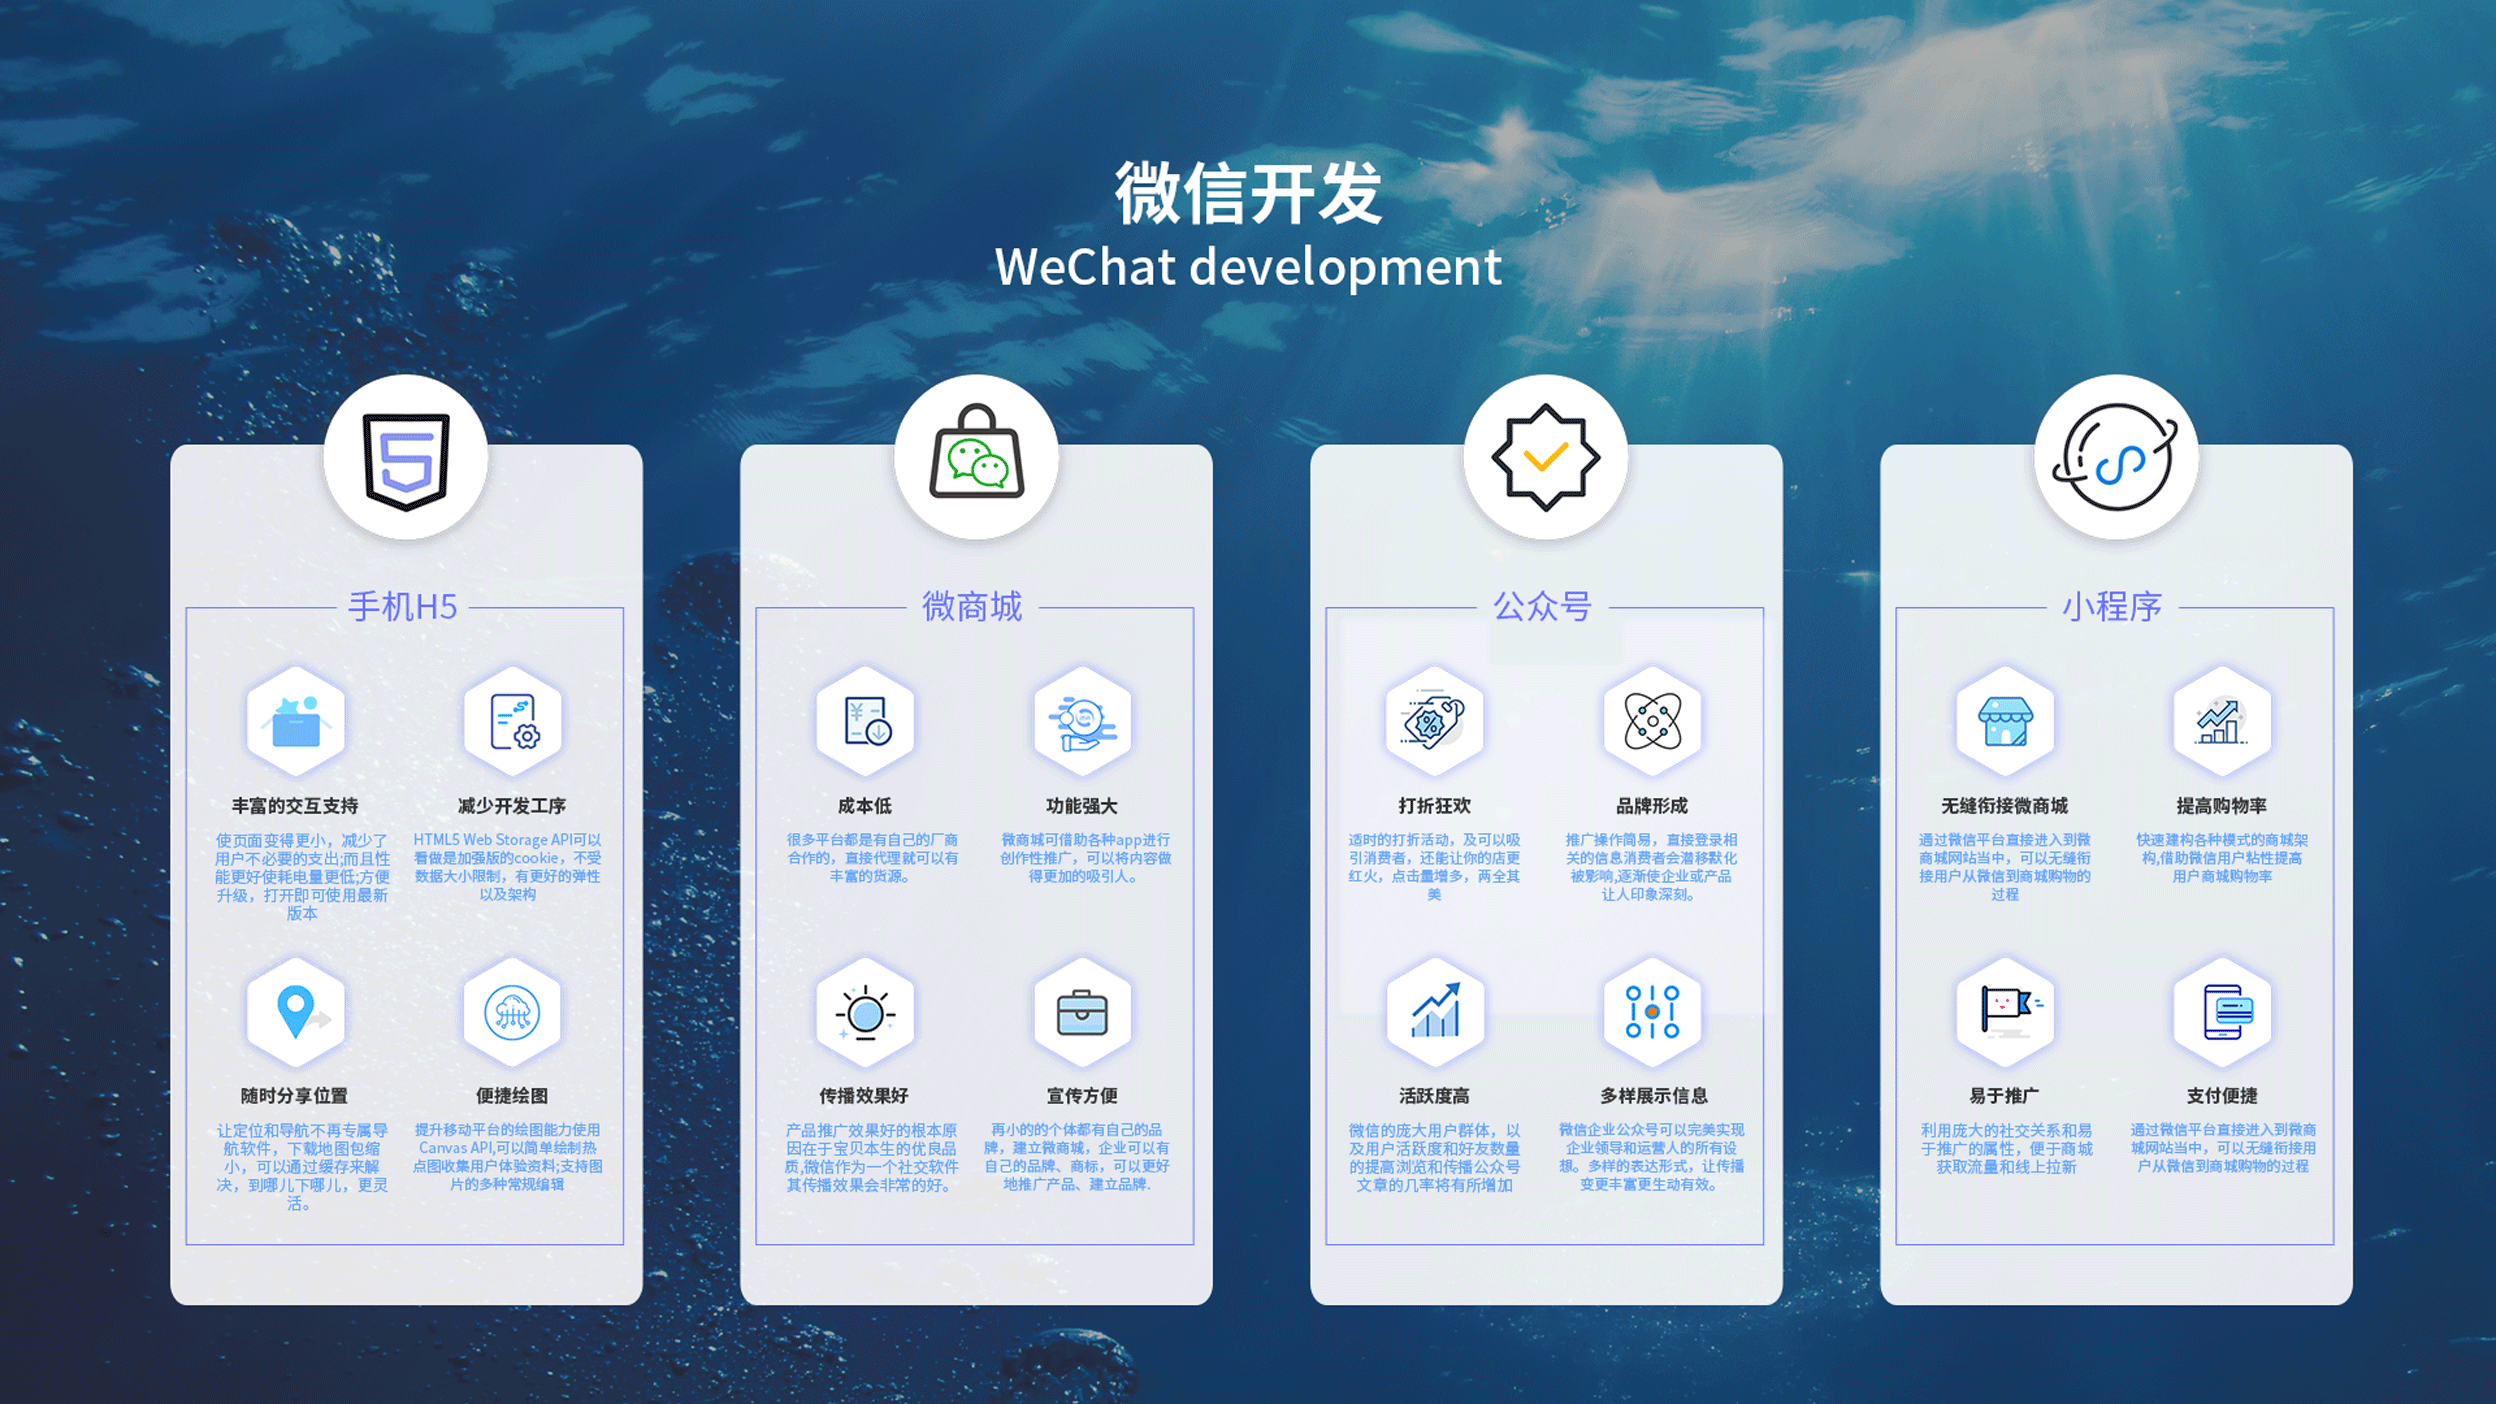 微信开发
WeChat development
手机H5
丰富的交互支持
使页面变得更小，减少了
用户不必要的支出;而且性
能更好使耗电量更低;方便
升级，打开即可使用最新
版本
减少开发工序
HTML5 Web Storage API可以
看做是加强版的cookie，不受
数据大小限制，有更好的弹性
以及架构
随时分享位置
让定位和导航不再专属导
航软件，下载地图包缩
小，可以通过缓存来解
决，到哪儿下哪儿，更灵
活。
便捷绘图
提升移动平台的绘图能力使用
Canvas API,可以简单绘制热
点图收集用户体验资料;支持图
片的多种常规编辑
微商城
成本低
很多平台都是有自己的厂商
合作的，直接代理就可以有
丰富的货源。
功能强大
微商城可借助各种app进行
创作性推广，可以将内容做
得更加的吸引人。
传播效果好
产品推广效果好的根本原
因在于宝贝本生的优良品
质,微信作为一个社交软件
其传播效果会非常的好。
宣传方便
再小的的个体都有自己的品
牌，建立微商城，企业可以有
自己的品牌、商标，可以更好
地推广产品、建立品牌.
公众号
打折狂欢
适时的打折活动，及可以吸
引消费者，还能让你的店更
红火，点击量增多，两全其
美
品牌形成
推广操作简易，直接登录相
关的信息消费者会潜移默化
被影响,逐渐使企业或产品
让人印象深刻。
活跃度高
微信的庞大用户群体，以
及用户活跃度和好友数量
的提高浏览和传播公众号
文章的几率将有所增加
多样展示信息
微信企业公众号可以完美实现
企业领导和运营人的所有设
想。多样的表达形式，让传播
变更丰富更生动有效。
小程序
无缝衔接微商城
通过微信平台直接进入到微
商城网站当中，可以无缝衔
接用户从微信到商城购物的
过程
提高购物率
快速建构各种模式的商城架
构,借助微信用户粘性提高
用户商城购物率
易于推广
利用庞大的社交关系和易
于推广的属性，便于商城
获取流量和线上拉新
支付便捷
通过微信平台直接进入到微商
城网站当中，可以无缝衔接用
户从微信到商城购物的过程